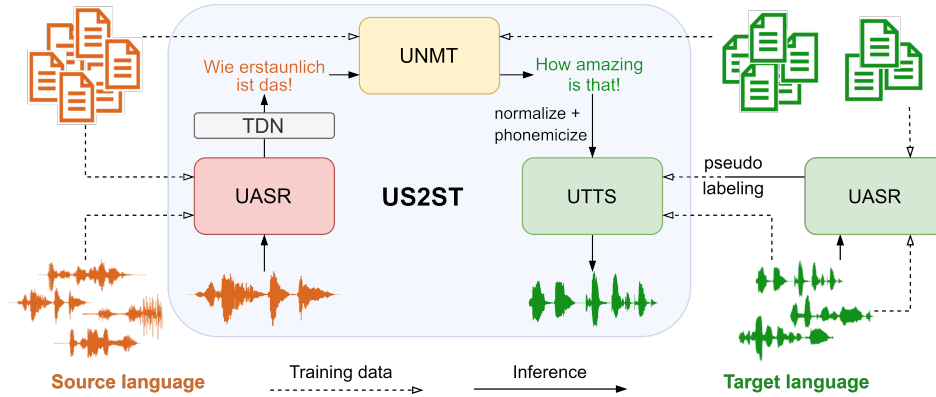 UNMT
Wie erstaunlich
ist das!
How amazing
is that!
TDN
normalize +
phonemicize
UASR
US2ST
UTTS
pseudo
labeling
UASR
Source language
Training data
Inference
Target language